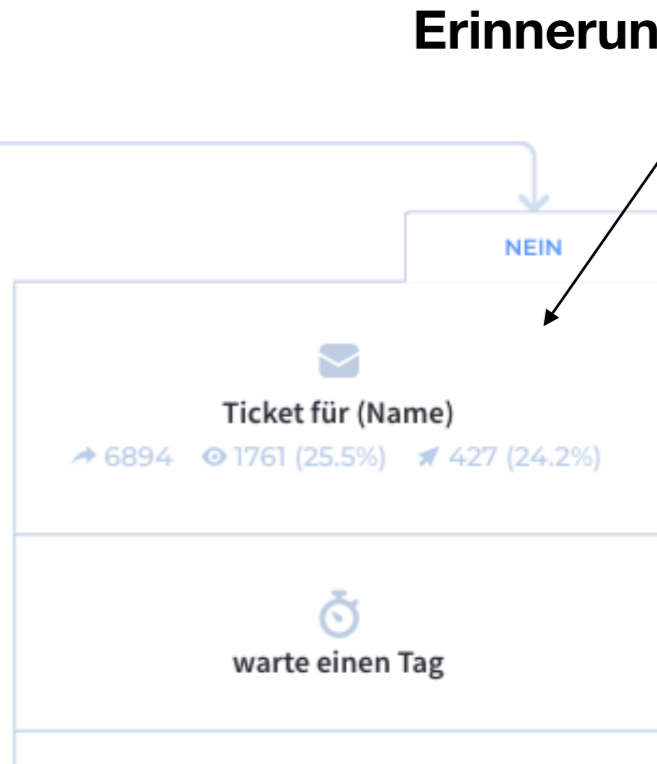 Erinnerun
NEIN
Ticket für (Name)
6894 1761 (25.5%) 427 (24.2%)
warte einen Tag